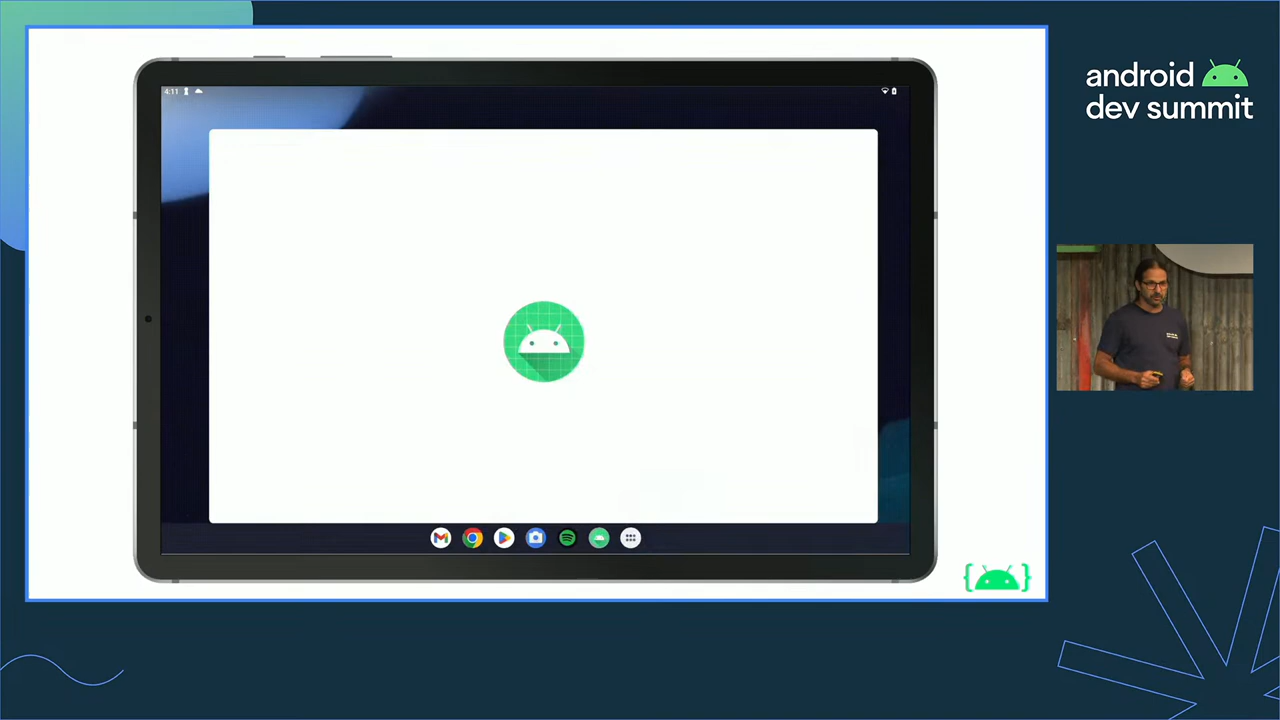 4:11
android
dev summit
{ }